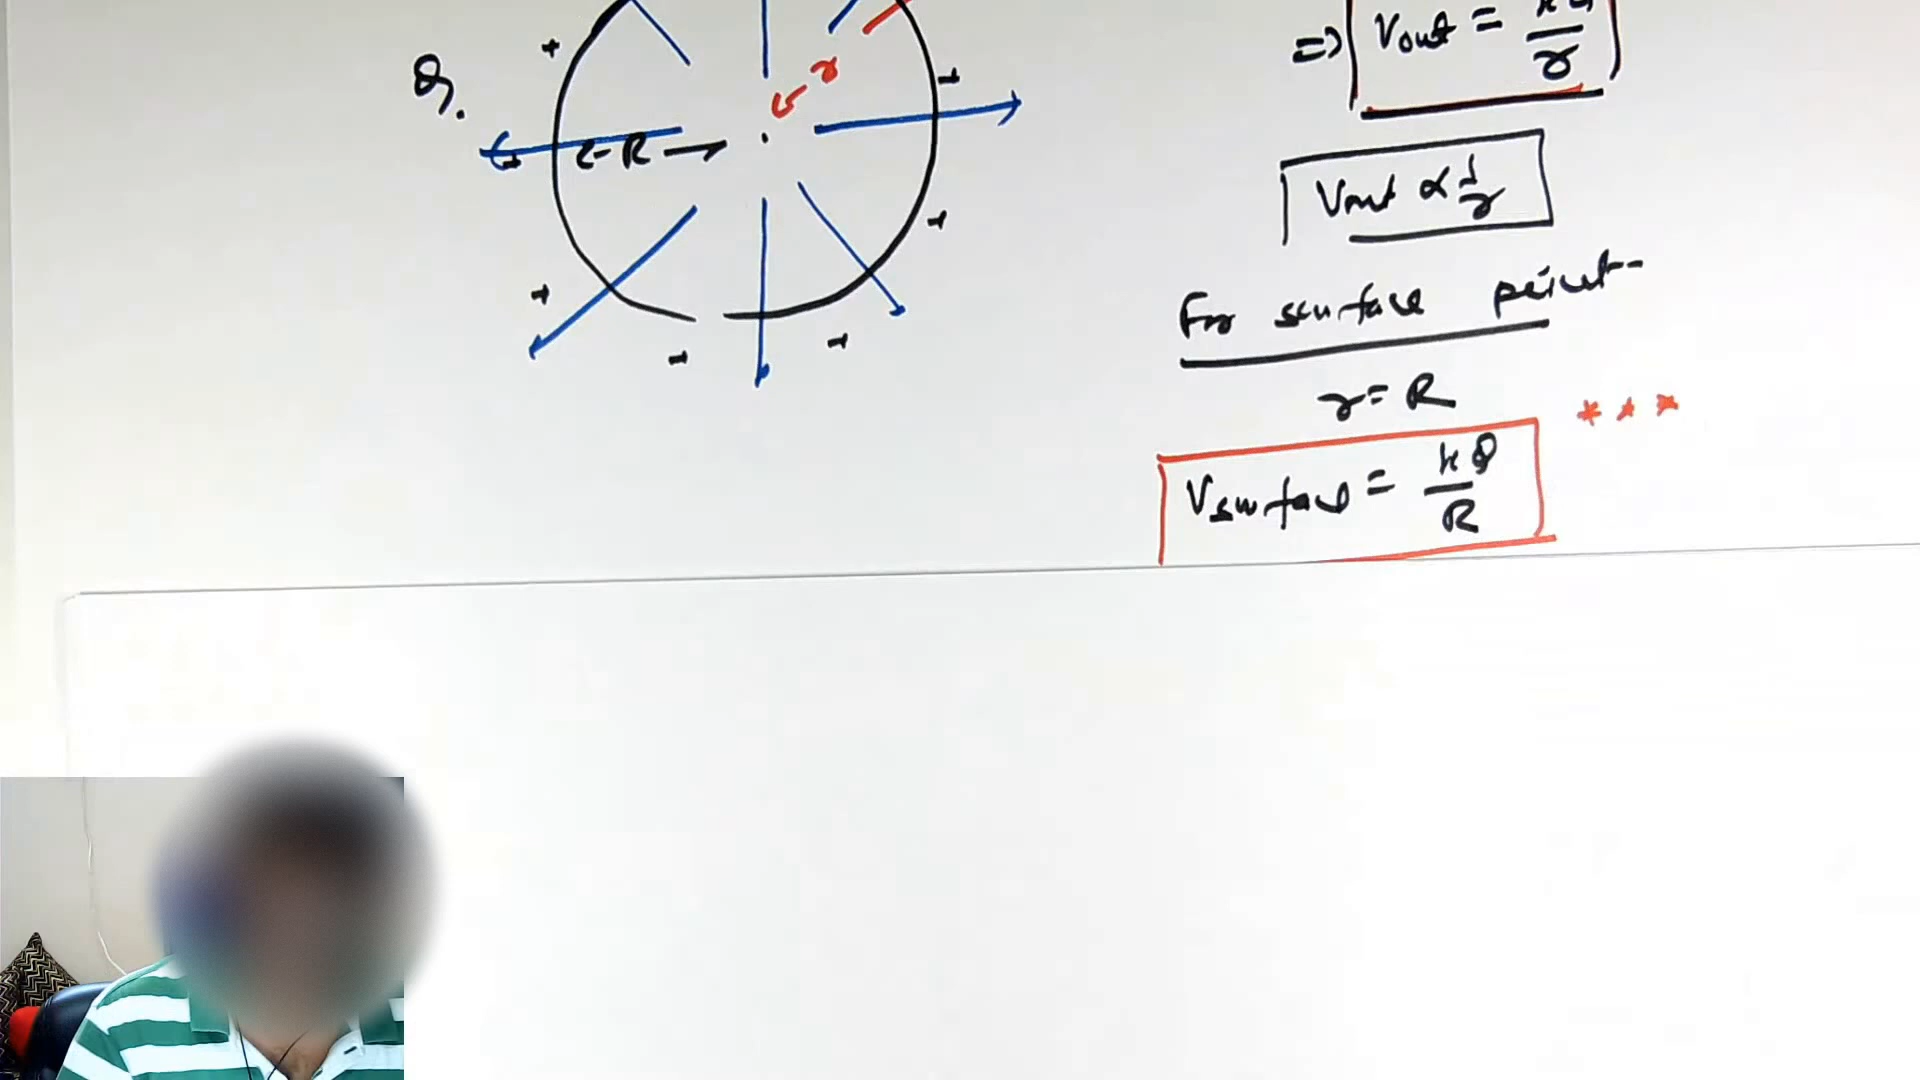 Q.
+
r
←R→
+
+
+
+
+
+
⇒ Vout = kQ/r
Vout ∝ 1/r
For surface point-
r = R
* * *
Vsurface = kQ/R